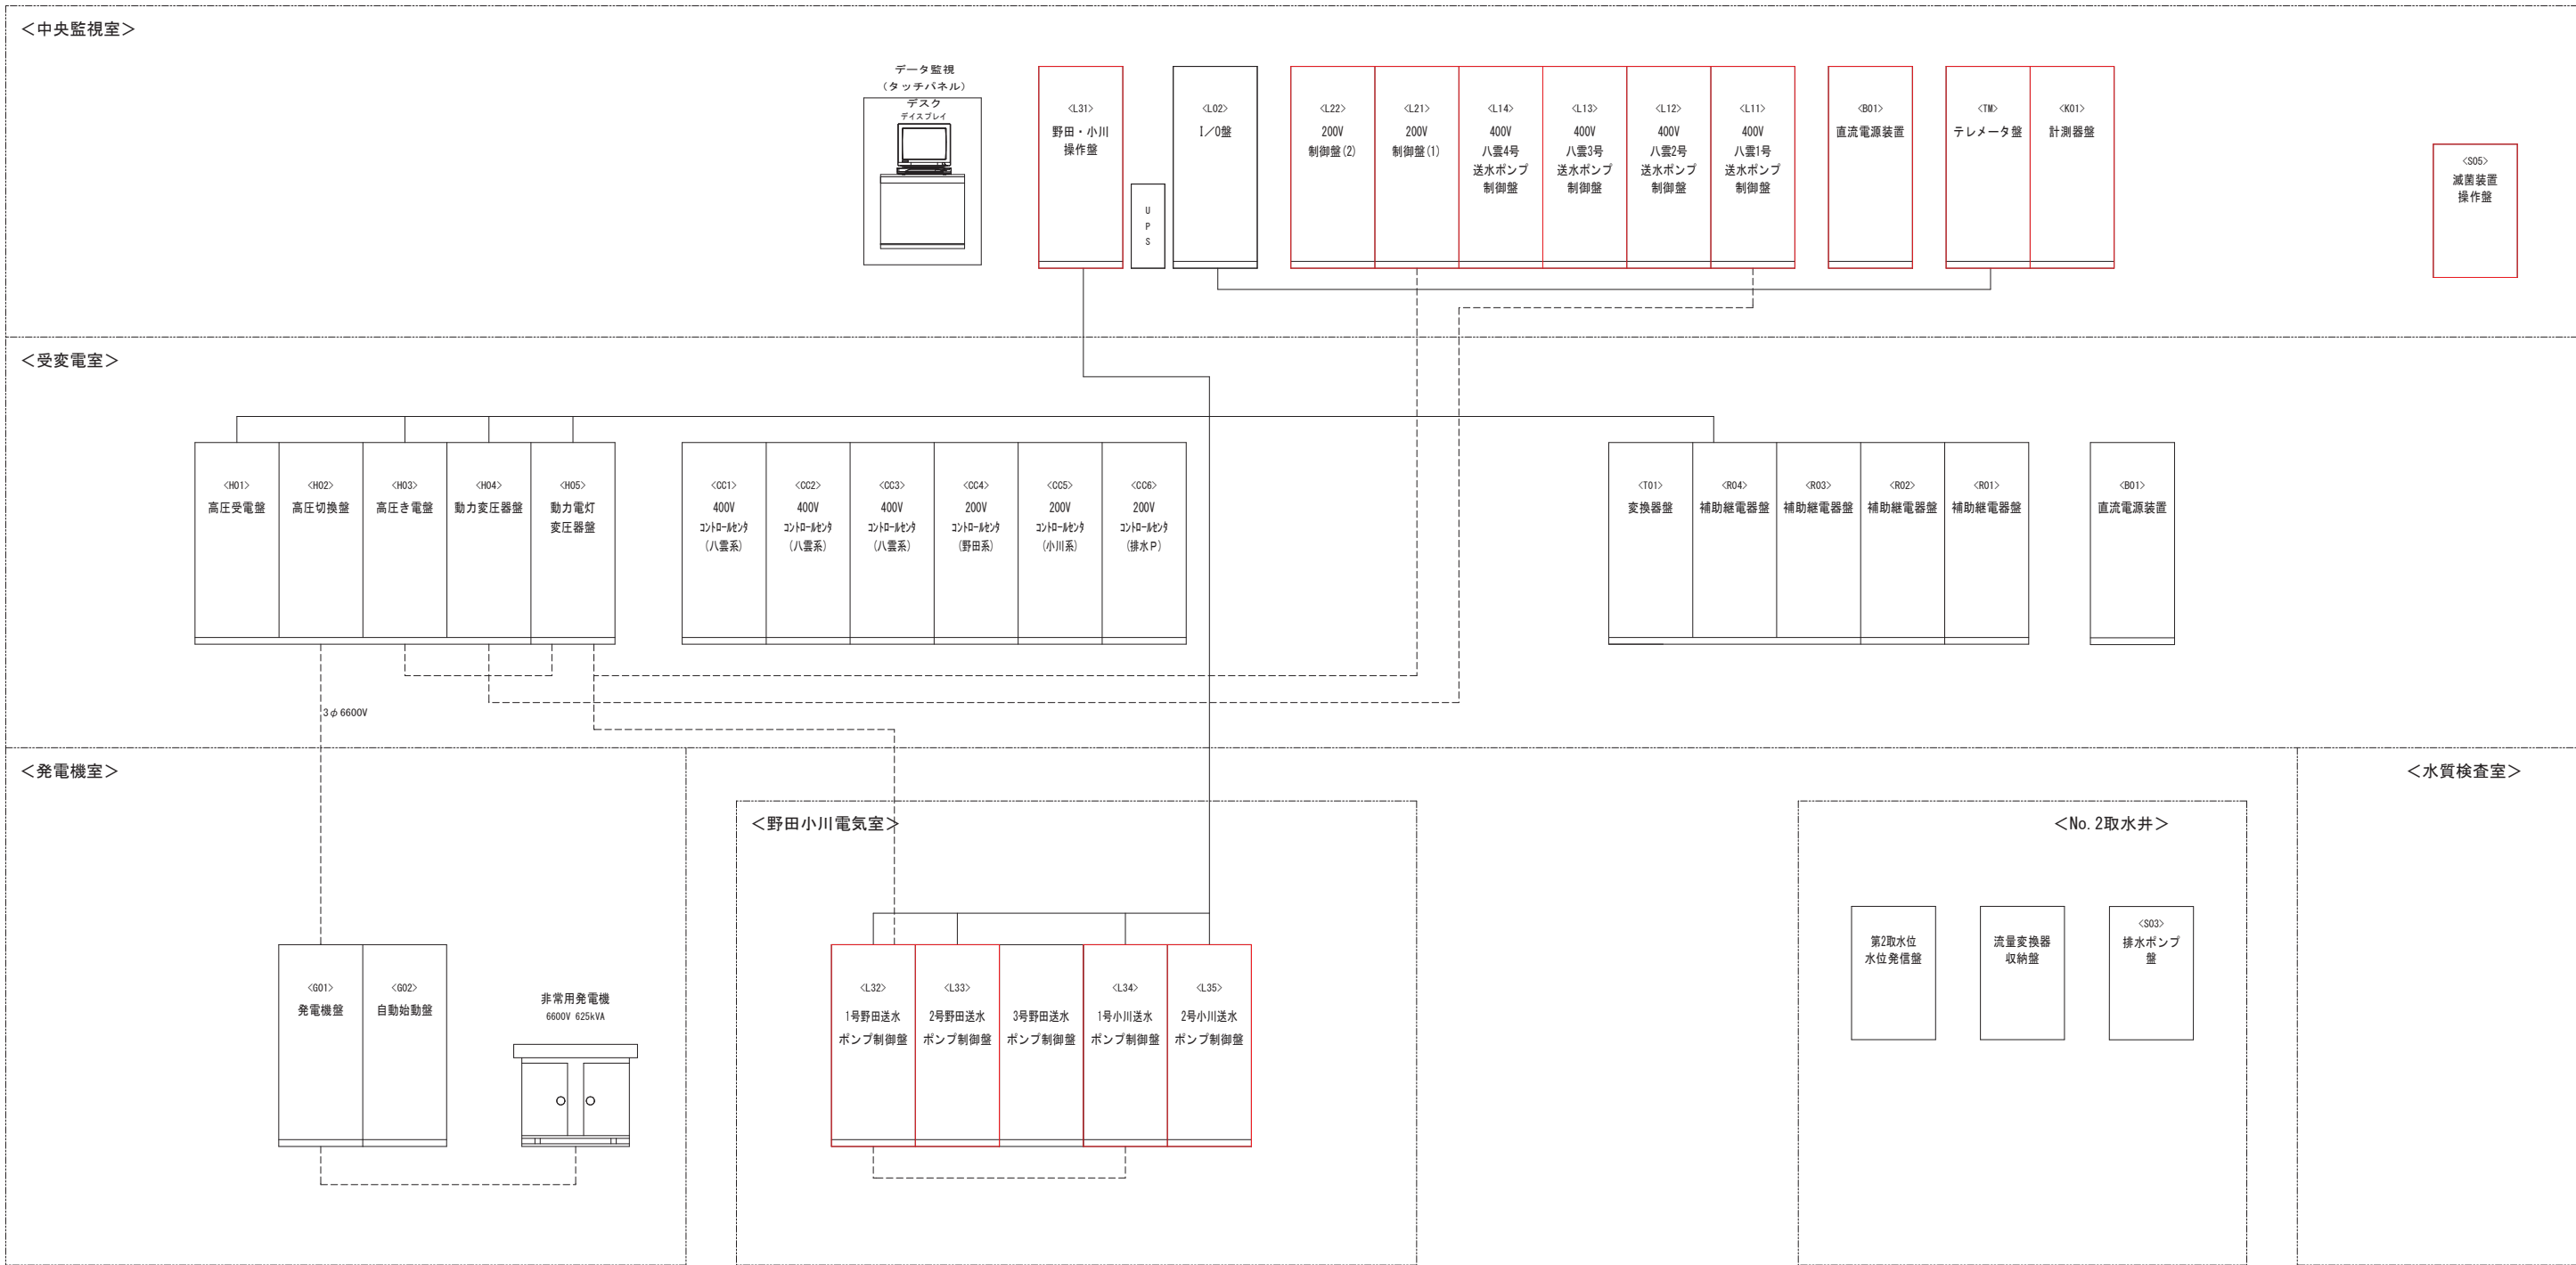 ＜中央監視室＞
データ監視
(タッチパネル)
デスク
デイスプレイ
<L31>
野田・小川
操作盤
U
P
S
<L02>
I／O盤
<L22>
200V
制御盤(2)
<L21>
200V
制御盤(1)
<L14>
400V
八雲4号
送水ポンプ
制御盤
<L13>
400V
八雲3号
送水ポンプ
制御盤
<L12>
400V
八雲2号
送水ポンプ
制御盤
<L11>
400V
八雲1号
送水ポンプ
制御盤
<B01>
直流電源装置
<TM>
テレメータ盤
<K01>
計測器盤
<S05>
滅菌装置
操作盤
＜受変電室＞
<H01>
高圧受電盤
<H02>
高圧切換盤
<H03>
高圧き電盤
<H04>
動力変圧器盤
<H05>
動力電灯
変圧器盤
<CC1>
400V
ｺﾝﾄﾛｰﾙｾﾝﾀ
(八雲系)
<CC2>
400V
ｺﾝﾄﾛｰﾙｾﾝﾀ
(八雲系)
<CC3>
400V
ｺﾝﾄﾛｰﾙｾﾝﾀ
(八雲系)
<CC4>
200V
ｺﾝﾄﾛｰﾙｾﾝﾀ
(野田系)
<CC5>
200V
ｺﾝﾄﾛｰﾙｾﾝﾀ
(小川系)
<CC6>
200V
ｺﾝﾄﾛｰﾙｾﾝﾀ
(排水Ｐ)
<T01>
変換器盤
<R04>
補助継電器盤
<R03>
補助継電器盤
<R02>
補助継電器盤
<R01>
補助継電器盤
<B01>
直流電源装置
3φ6600V
＜発電機室＞
<G01>
発電機盤
<G02>
自動始動盤
非常用発電機
6600V 625kVA
＜野田小川電気室＞
<L32>
1号野田送水
ポンプ制御盤
<L33>
2号野田送水
ポンプ制御盤
3号野田送水
ポンプ制御盤
<L34>
1号小川送水
ポンプ制御盤
<L35>
2号小川送水
ポンプ制御盤
＜No.2取水井＞
第2取水位
水位発信盤
流量変換器
収納盤
<S03>
排水ポンプ
盤
＜水質検査室＞